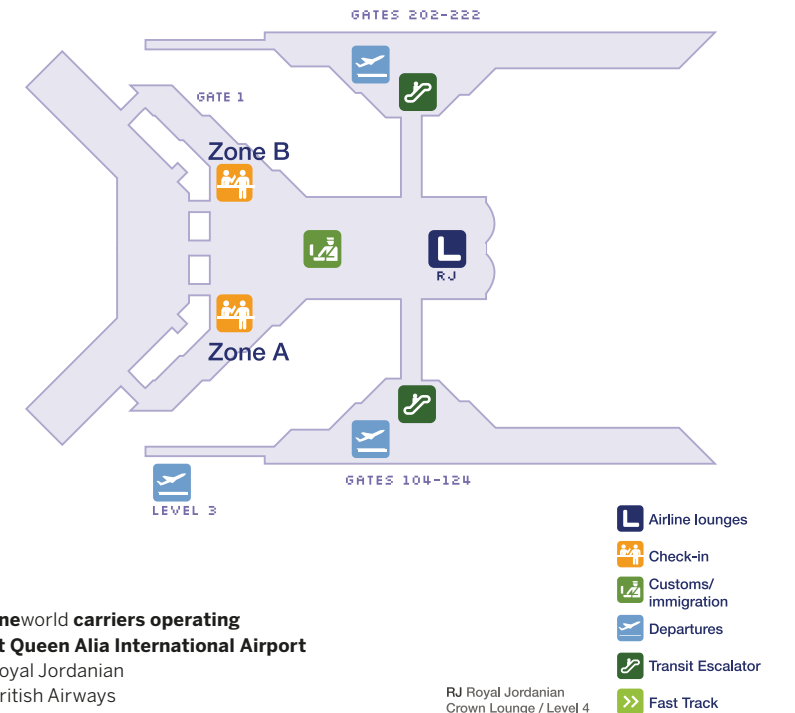 GATES 202-222
GATE 1
Zone B
L
RJ
Zone A
GATES 104-124
LEVEL 3
L Airline lounges
Check-in
Customs/
immigration
Departures
Transit Escalator
Fast Track
neworld carriers operating
t Queen Alia International Airport
oyal Jordanian
ritish Airways
RJ Royal Jordanian
Crown Lounge / Level 4